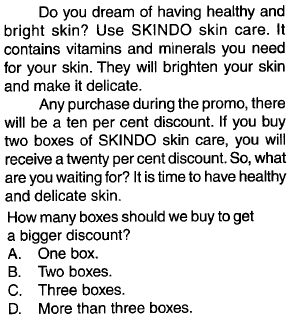 Do you dream of having healthy and
bright skin? Use SKINDO skin care. It
contains vitamins and minerals you need
for your skin. They will brighten your skin
and make it delicate.
Any purchase during the promo, there
will be a ten per cent discount. If you buy
two boxes of SKINDO skin care, you will
receive a twenty per cent discount. So, what
are you waiting for? It is time to have healthy
and delicate skin.
How many boxes should we buy to get
a bigger discount?
A. One box.
B. Two boxes.
C. Three boxes.
D. More than three boxes.